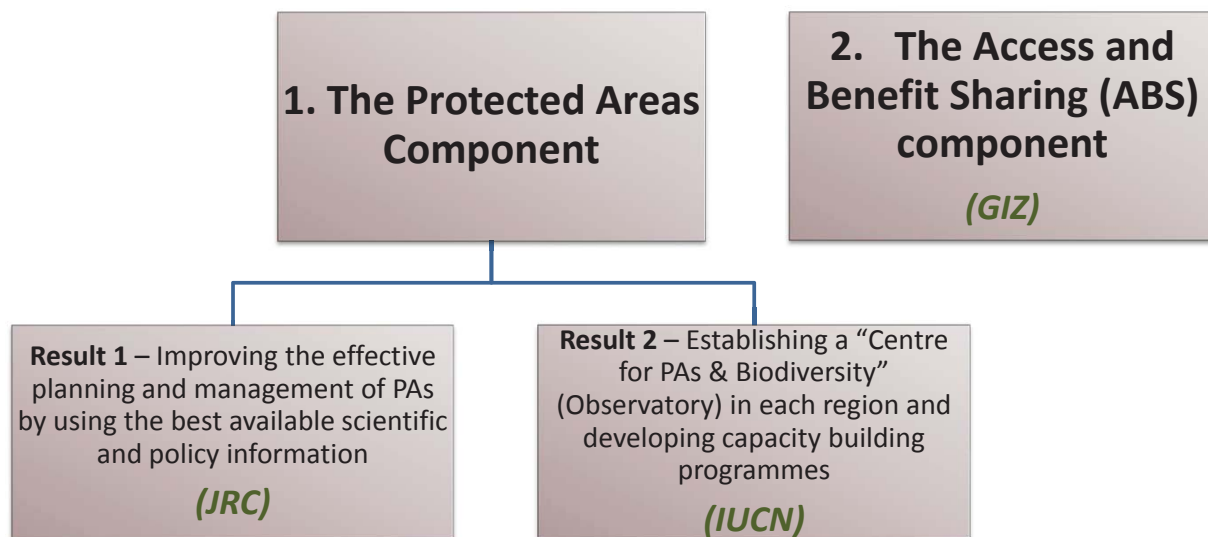 1. The Protected Areas
Component
2. The Access and
Benefit Sharing (ABS)
component
(GIZ)
Result 1 – Improving the effective
planning and management of PAs
by using the best available scientific
and policy information
(JRC)
Result 2 – Establishing a “Centre
for PAs & Biodiversity”
(Observatory) in each region and
developing capacity building
programmes
(IUCN)